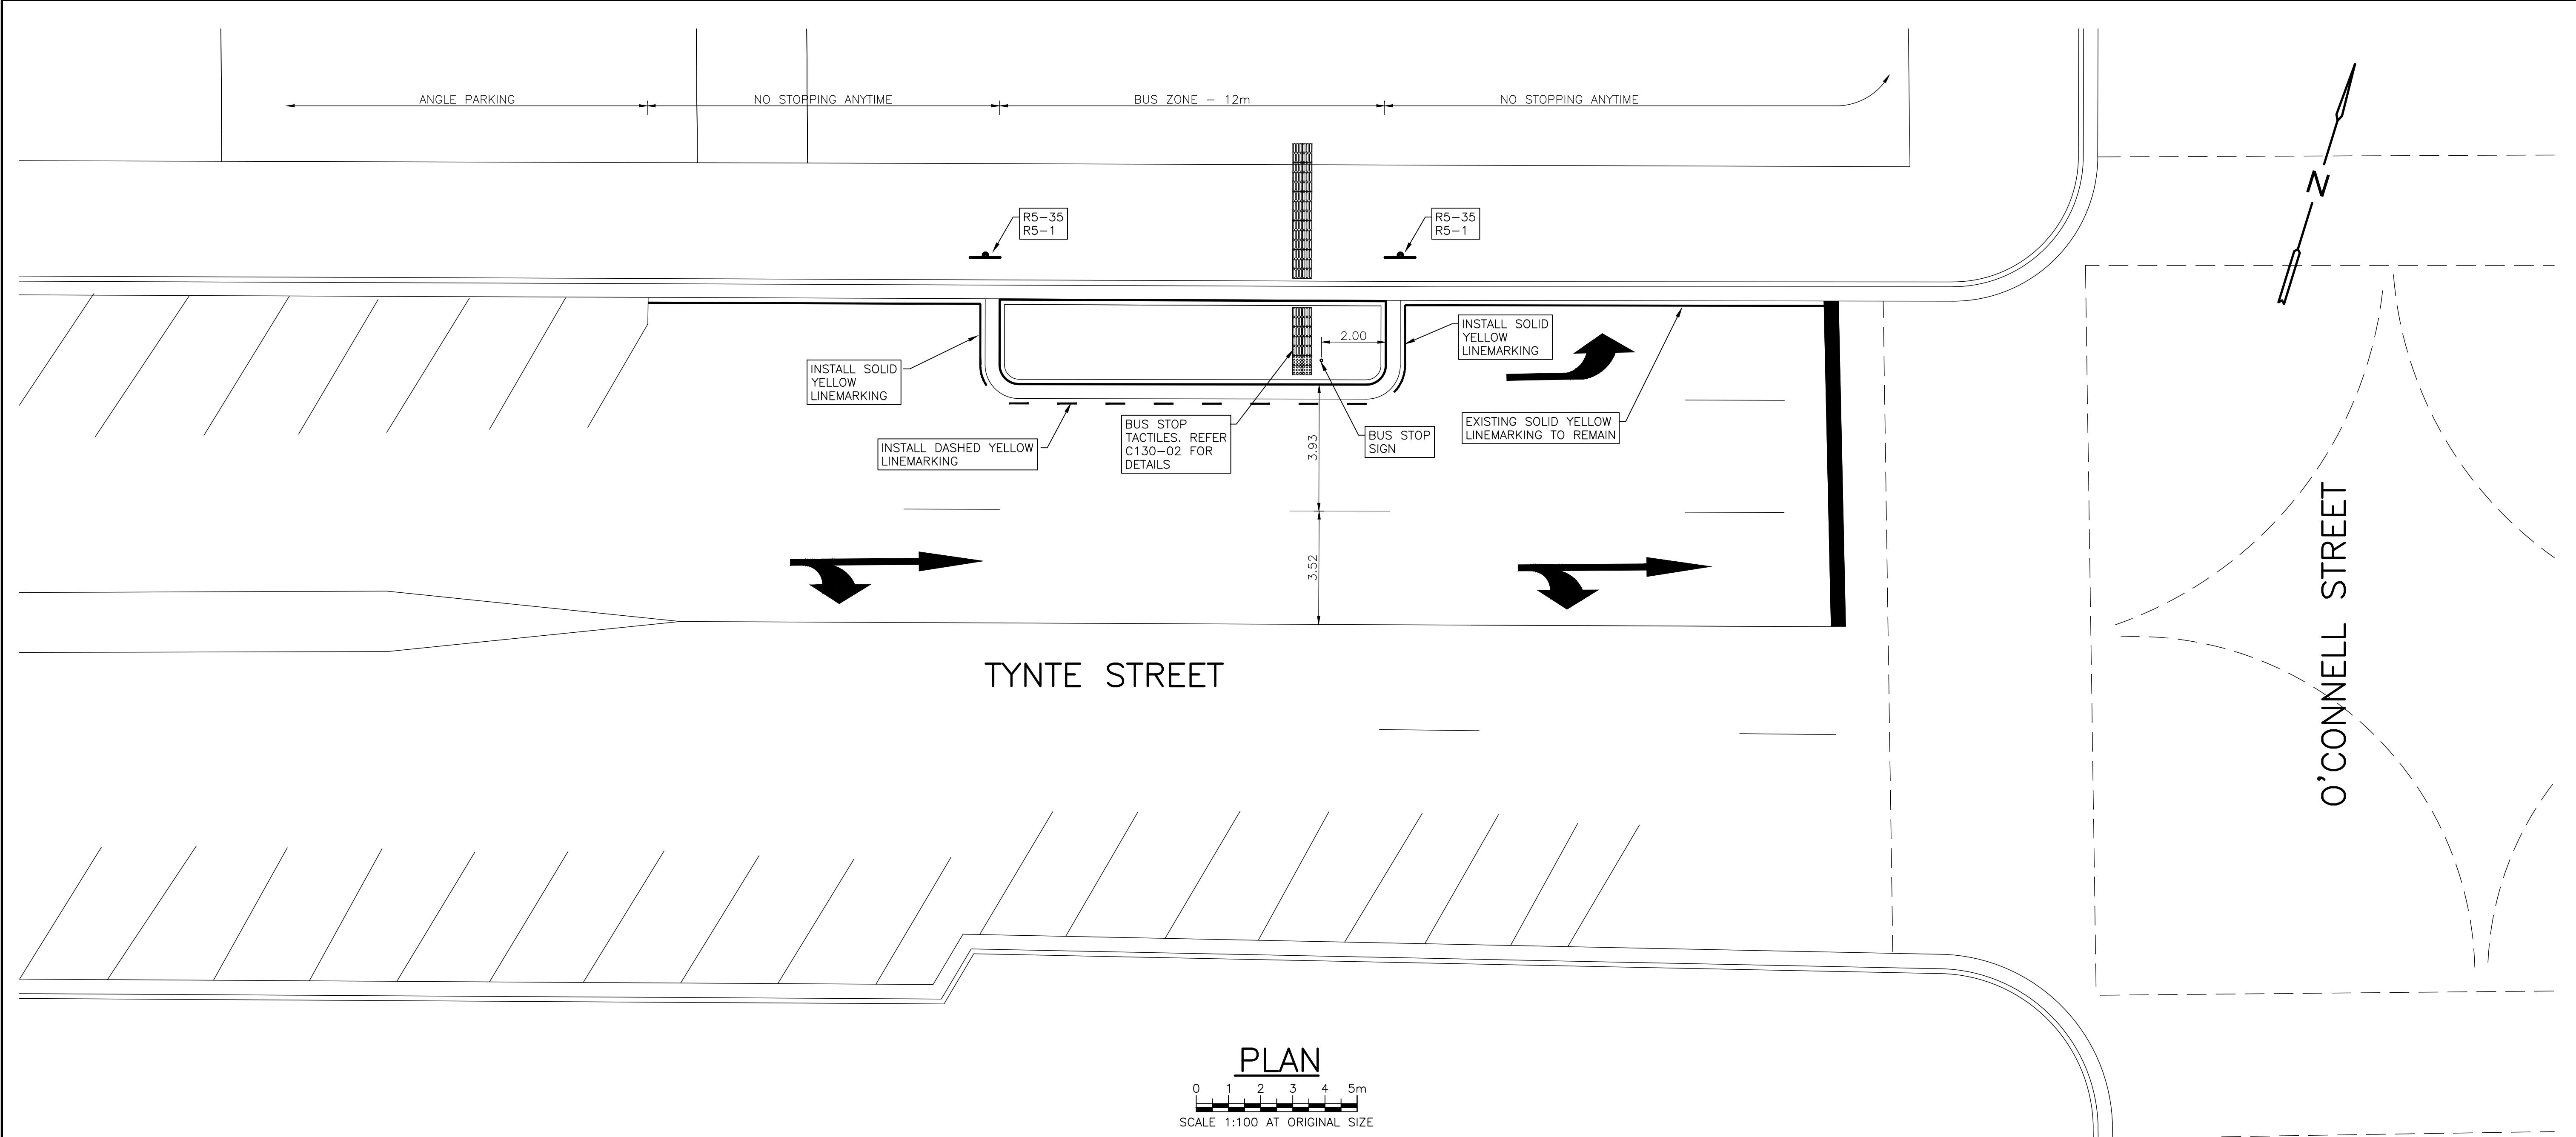 ANGLE PARKING
NO STOPPING ANYTIME
BUS ZONE - 12m
NO STOPPING ANYTIME
N
R5-35
R5-1
R5-35
R5-1
2.00
INSTALL SOLID
YELLOW
LINEMARKING
INSTALL SOLID
YELLOW
LINEMARKING
INSTALL DASHED YELLOW
LINEMARKING
BUS STOP
TACTILES. REFER
C130-02 FOR
DETAILS
3.93
BUS STOP
SIGN
EXISTING SOLID YELLOW
LINEMARKING TO REMAIN
3.52
TYNTE STREET
O'CONNELL STREET
PLAN
0 1 2 3 4 5m
SCALE 1:100 AT ORIGINAL SIZE